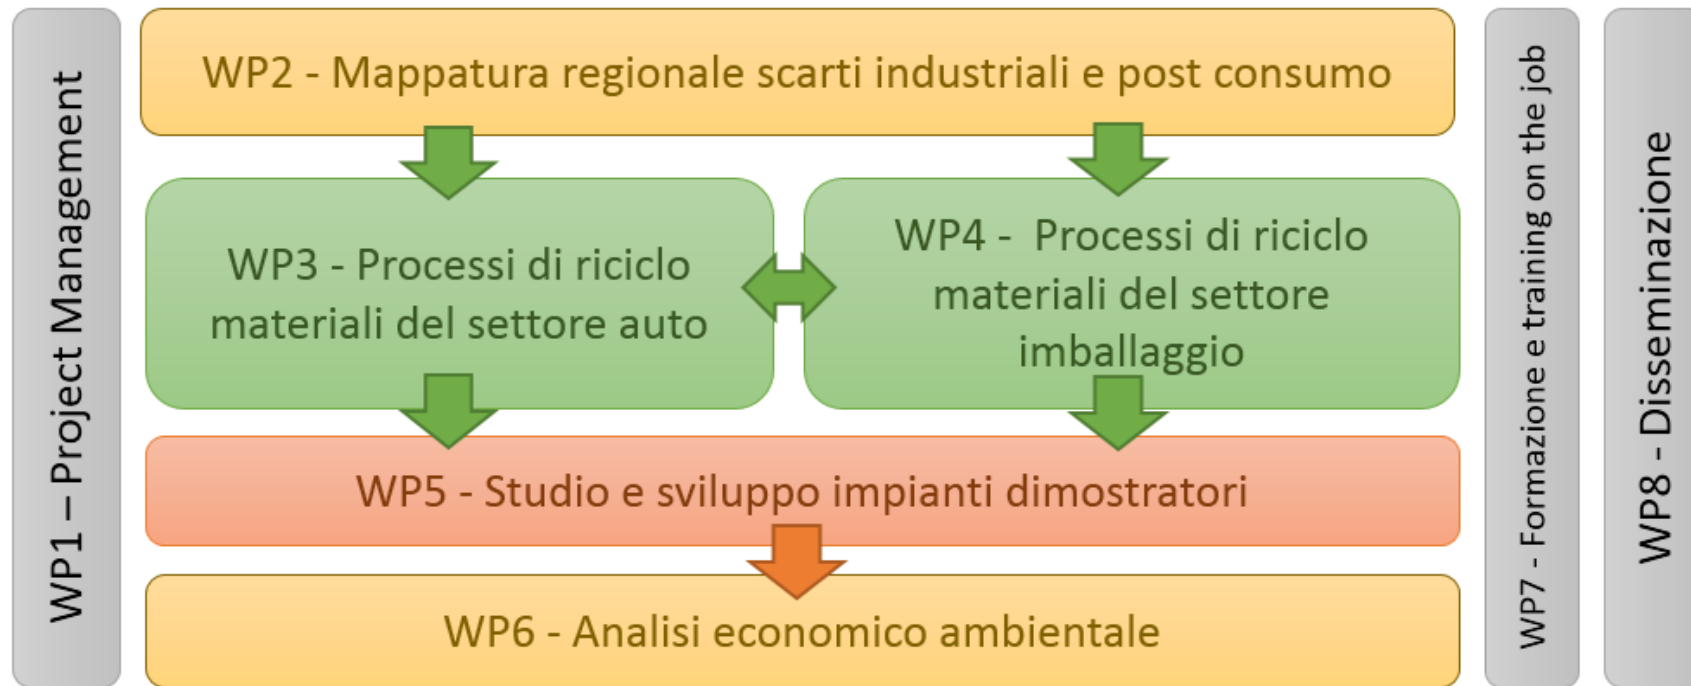 WP1 – Project Management
WP2 - Mappatura regionale scarti industriali e post consumo
WP3 - Processi di riciclo
materiali del settore auto
WP4 - Processi di riciclo
materiali del settore
imballaggio
WP5 - Studio e sviluppo impianti dimostratori
WP6 - Analisi economico ambientale
WP7 - Formazione e training on the job
WP8 - Disseminazione